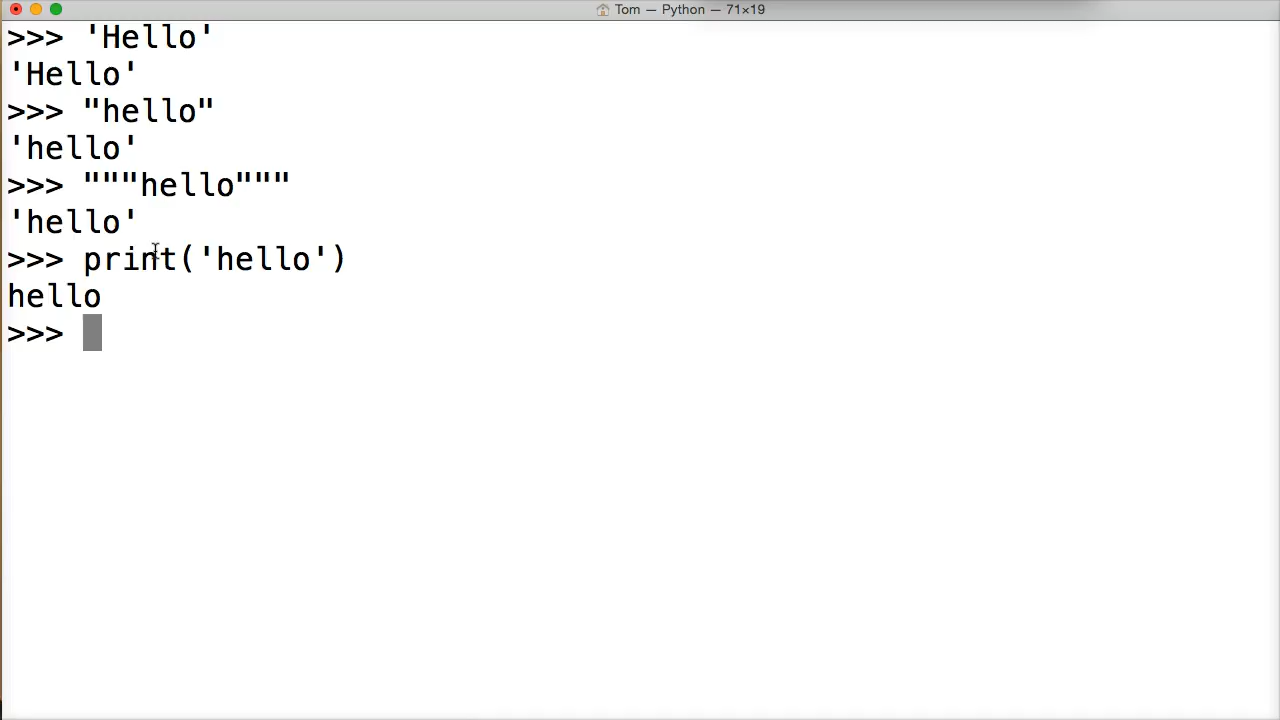 Tom — Python — 71×19
>>> 'Hello'
'Hello'
>>> "hello"
'hello'
>>> """hello"""
'hello'
>>> print('hello')
hello
>>>